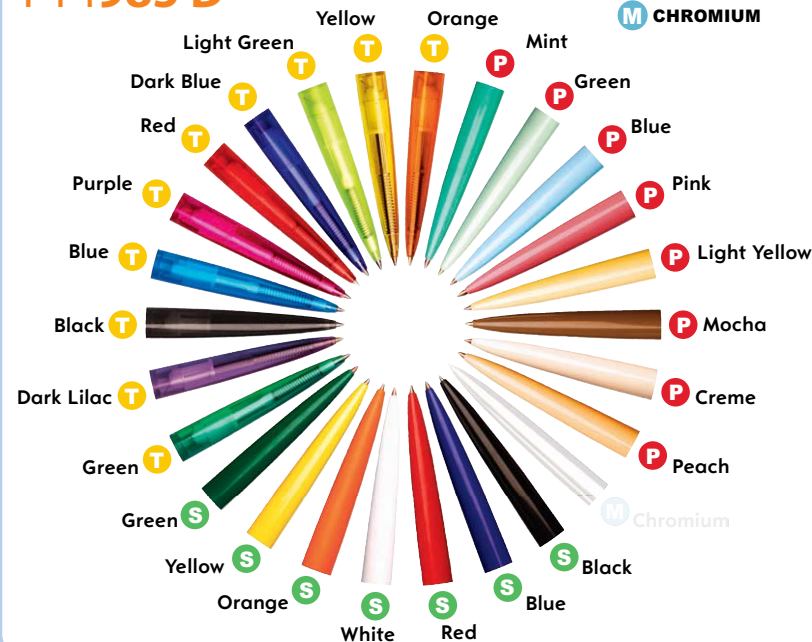 M CHROMIUM
Yellow T
Orange T
Light Green T
Mint P
Dark Blue T
Green P
Red T
Blue P
Purple T
Pink P
Blue T
Light Yellow P
Black T
Mocha P
Dark Lilac T
Creme P
Green T
Peach P
Green S
M Chromium
Yellow S
Black S
Orange S
Blue S
White S
Red S